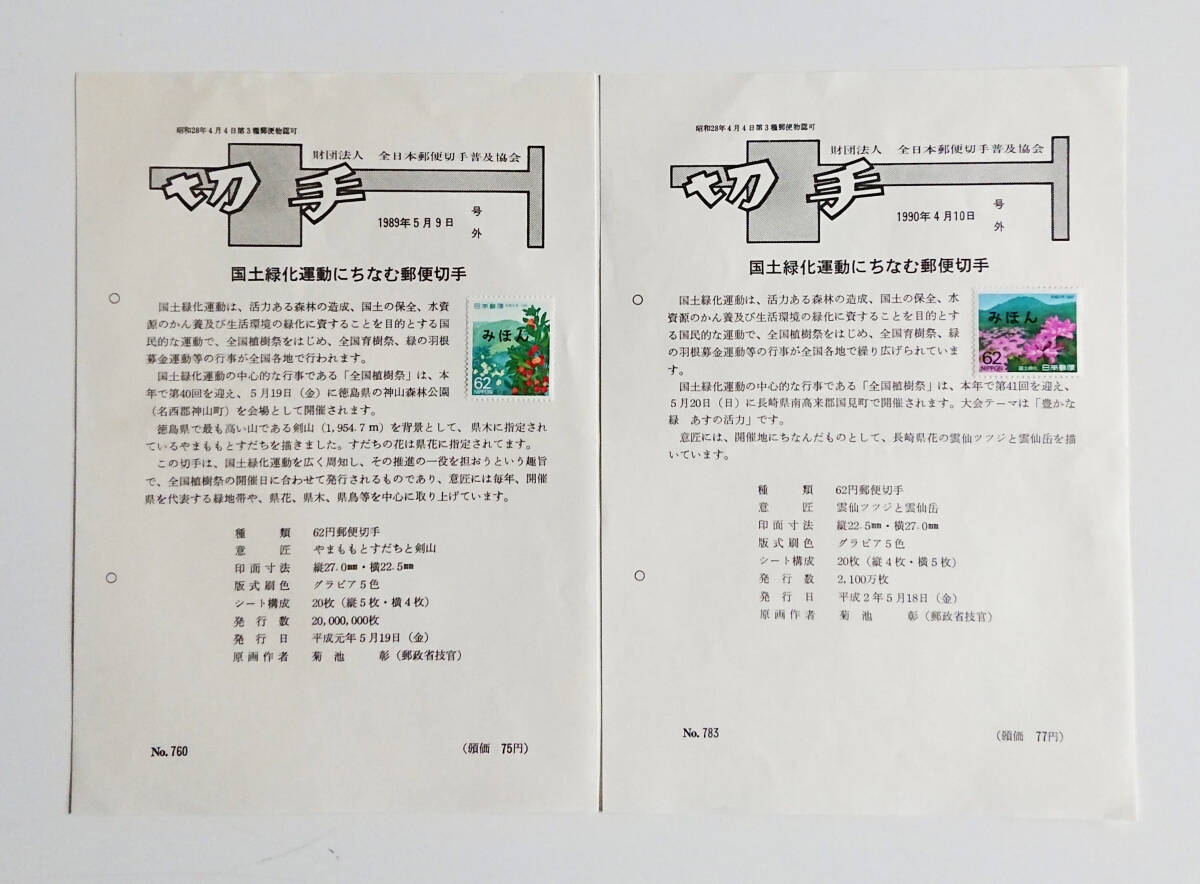 昭和28年4月4日第3種郵便物認可
財団法人 全日本郵便切手普及協会
切手
1989年5月9日
号外
国土緑化運動にちなむ郵便切手
国土緑化運動は、活力ある森林の造成、国土の保全、水資
源のかん養及び生活環境の緑化に資することを目的とする国
民的な運動で、全国植樹祭をはじめ、全国育樹祭、緑の羽根
募金運動等の行事が全国各地で行われます。
国土緑化運動の中心的な行事である「全国植樹祭」は、本
年で第40回を迎え、5月19日（金）に徳島県の神山森林公園
（名西郡神山町）を会場として開催されます。
徳島県で最も高い山である剣山（1,954.7m）を背景として、県木に指定され
ているやまももとすだちを描きました。すだちの花は県花に指定されてます。
この切手は、国土緑化運動を広く周知し、その推進の一役を担おうという趣旨
で、全国植樹祭の開催日に合わせて発行されるものであり、意匠には毎年、開催
県を代表する緑地帯や、県花、県木、県鳥等を中心に取り上げています。
日本郵便
みほん
62
NIPPON
種類 62円郵便切手
意匠 やまももとすだちと剣山
印面寸法 縦27.0㎜・横22.5㎜
版式刷色 グラビア5色
シート構成 20枚（縦5枚・横4枚）
発行数 20,000,000枚
発行日 平成元年5月19日（金）
原画作者 菊池 彰（郵政省技官）
No.760
（頒価 75円）
昭和28年4月4日第3種郵便物認可
財団法人 全日本郵便切手普及協会
切手
1990年4月10日
号外
国土緑化運動にちなむ郵便切手
国土緑化運動は、活力ある森林の造成、国土の保全、水
資源のかん養及び生活環境の緑化に資することを目的とす
る国民的な運動で、全国植樹祭をはじめ、全国育樹祭、緑
の羽根募金運動等の行事が全国各地で繰り広げられていま
す。
国土緑化運動の中心的な行事である「全国植樹祭」は、本年で第41回を迎え、
5月20日（日）に長崎県南高来郡国見町で開催されます。大会テーマは「豊かな
緑 あすの活力」です。
意匠には、開催地にちなんだものとして、長崎県花の雲仙ツツジと雲仙岳を描
いています。
みほん
62
NIPPON
国土緑化
日本郵便
種類 62円郵便切手
意匠 雲仙ツツジと雲仙岳
印面寸法 縦22.5㎜・横27.0㎜
版式刷色 グラビア5色
シート構成 20枚（縦4枚・横5枚）
発行数 2,100万枚
発行日 平成2年5月18日（金）
原画作者 菊池 彰（郵政省技官）
No.783
（頒価 77円）